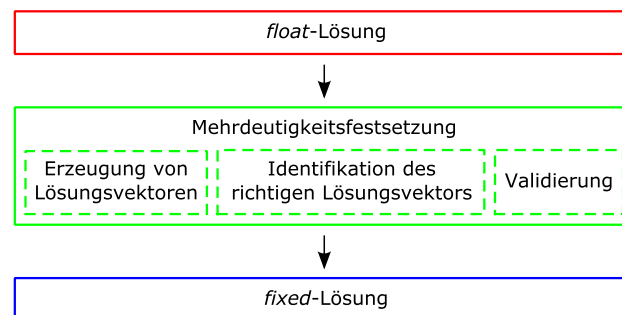 float-Lösung
Mehrdeutigkeitsfestsetzung
Erzeugung von
Lösungsvektoren
Identifikation des
richtigen Lösungsvektors
Validierung
fixed-Lösung